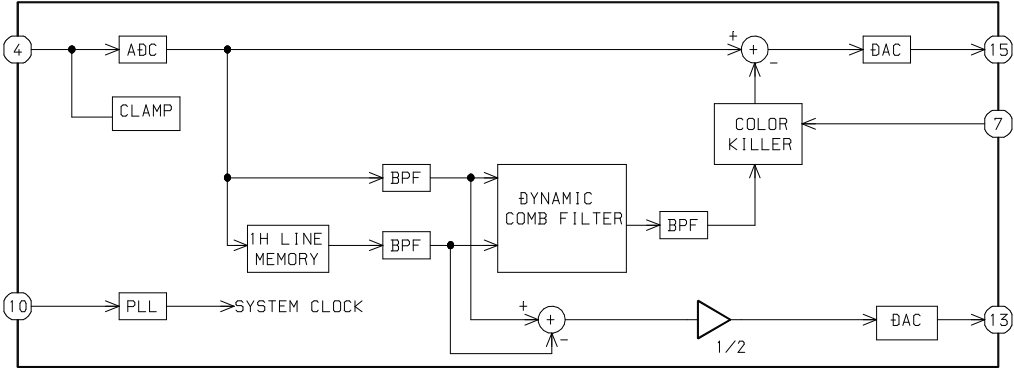 4
ADC
+
+
-
DAC
15
CLAMP
COLOR
KILLER
7
BPF
DYNAMIC
COMB FILTER
BPF
1H LINE
MEMORY
BPF
10
PLL
SYSTEM CLOCK
+
+
-
1/2
DAC
13